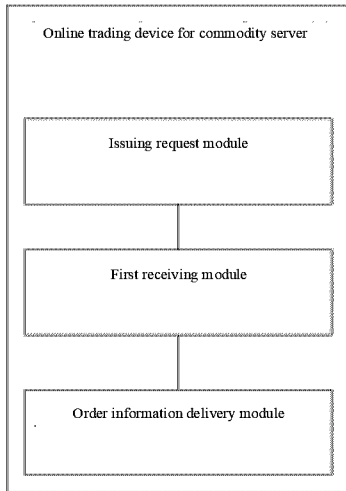 Online trading device for commodity server
Issuing request module
First receiving module
Order information delivery module